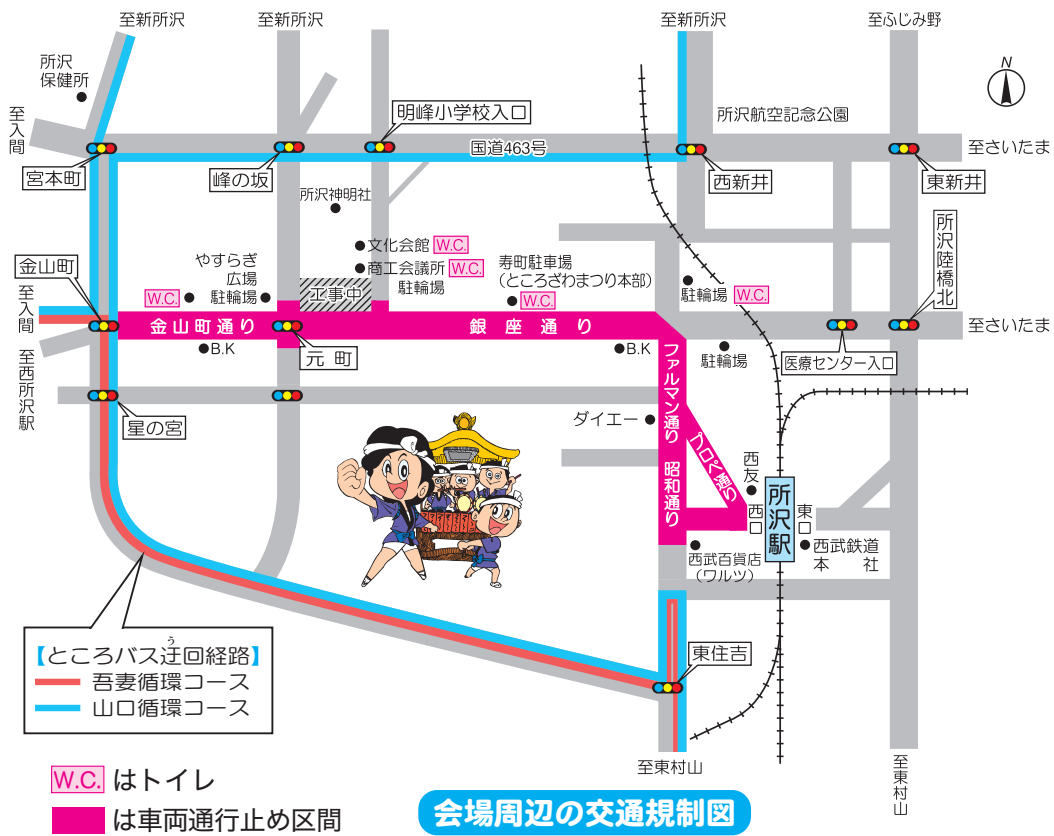 至新所沢
至新所沢
至新所沢
至ふじみ野
所沢
保健所
N
至入間
明峰小学校入口
所沢航空記念公園
国道463号
至さいたま
宮本町
峰の坂
西新井
東新井
所沢神明社
所沢陸橋北
文化会館 W.C.
商工会議所 W.C.
駐輪場
やすらぎ
広場
駐輪場
W.C.
工事中
寿町駐車場
(ところざわまつり本部)
W.C.
駐輪場 W.C.
金山町
至入間
金山町通り
銀座通り
至さいたま
元町
B.K
B.K
駐輪場
医療センター入口
至西所沢駅
星の宮
ファルマン通り
昭和通り
プロペ通り
ダイエー
西友
西口
所沢駅
東口
西武百貨店
(ワルツ)
西武鉄道
本社
東住吉
【ところバス迂回経路】
う
吾妻循環コース
山口循環コース
至東村山
至東村山
W.C. はトイレ
は車両通行止め区間
会場周辺の交通規制図